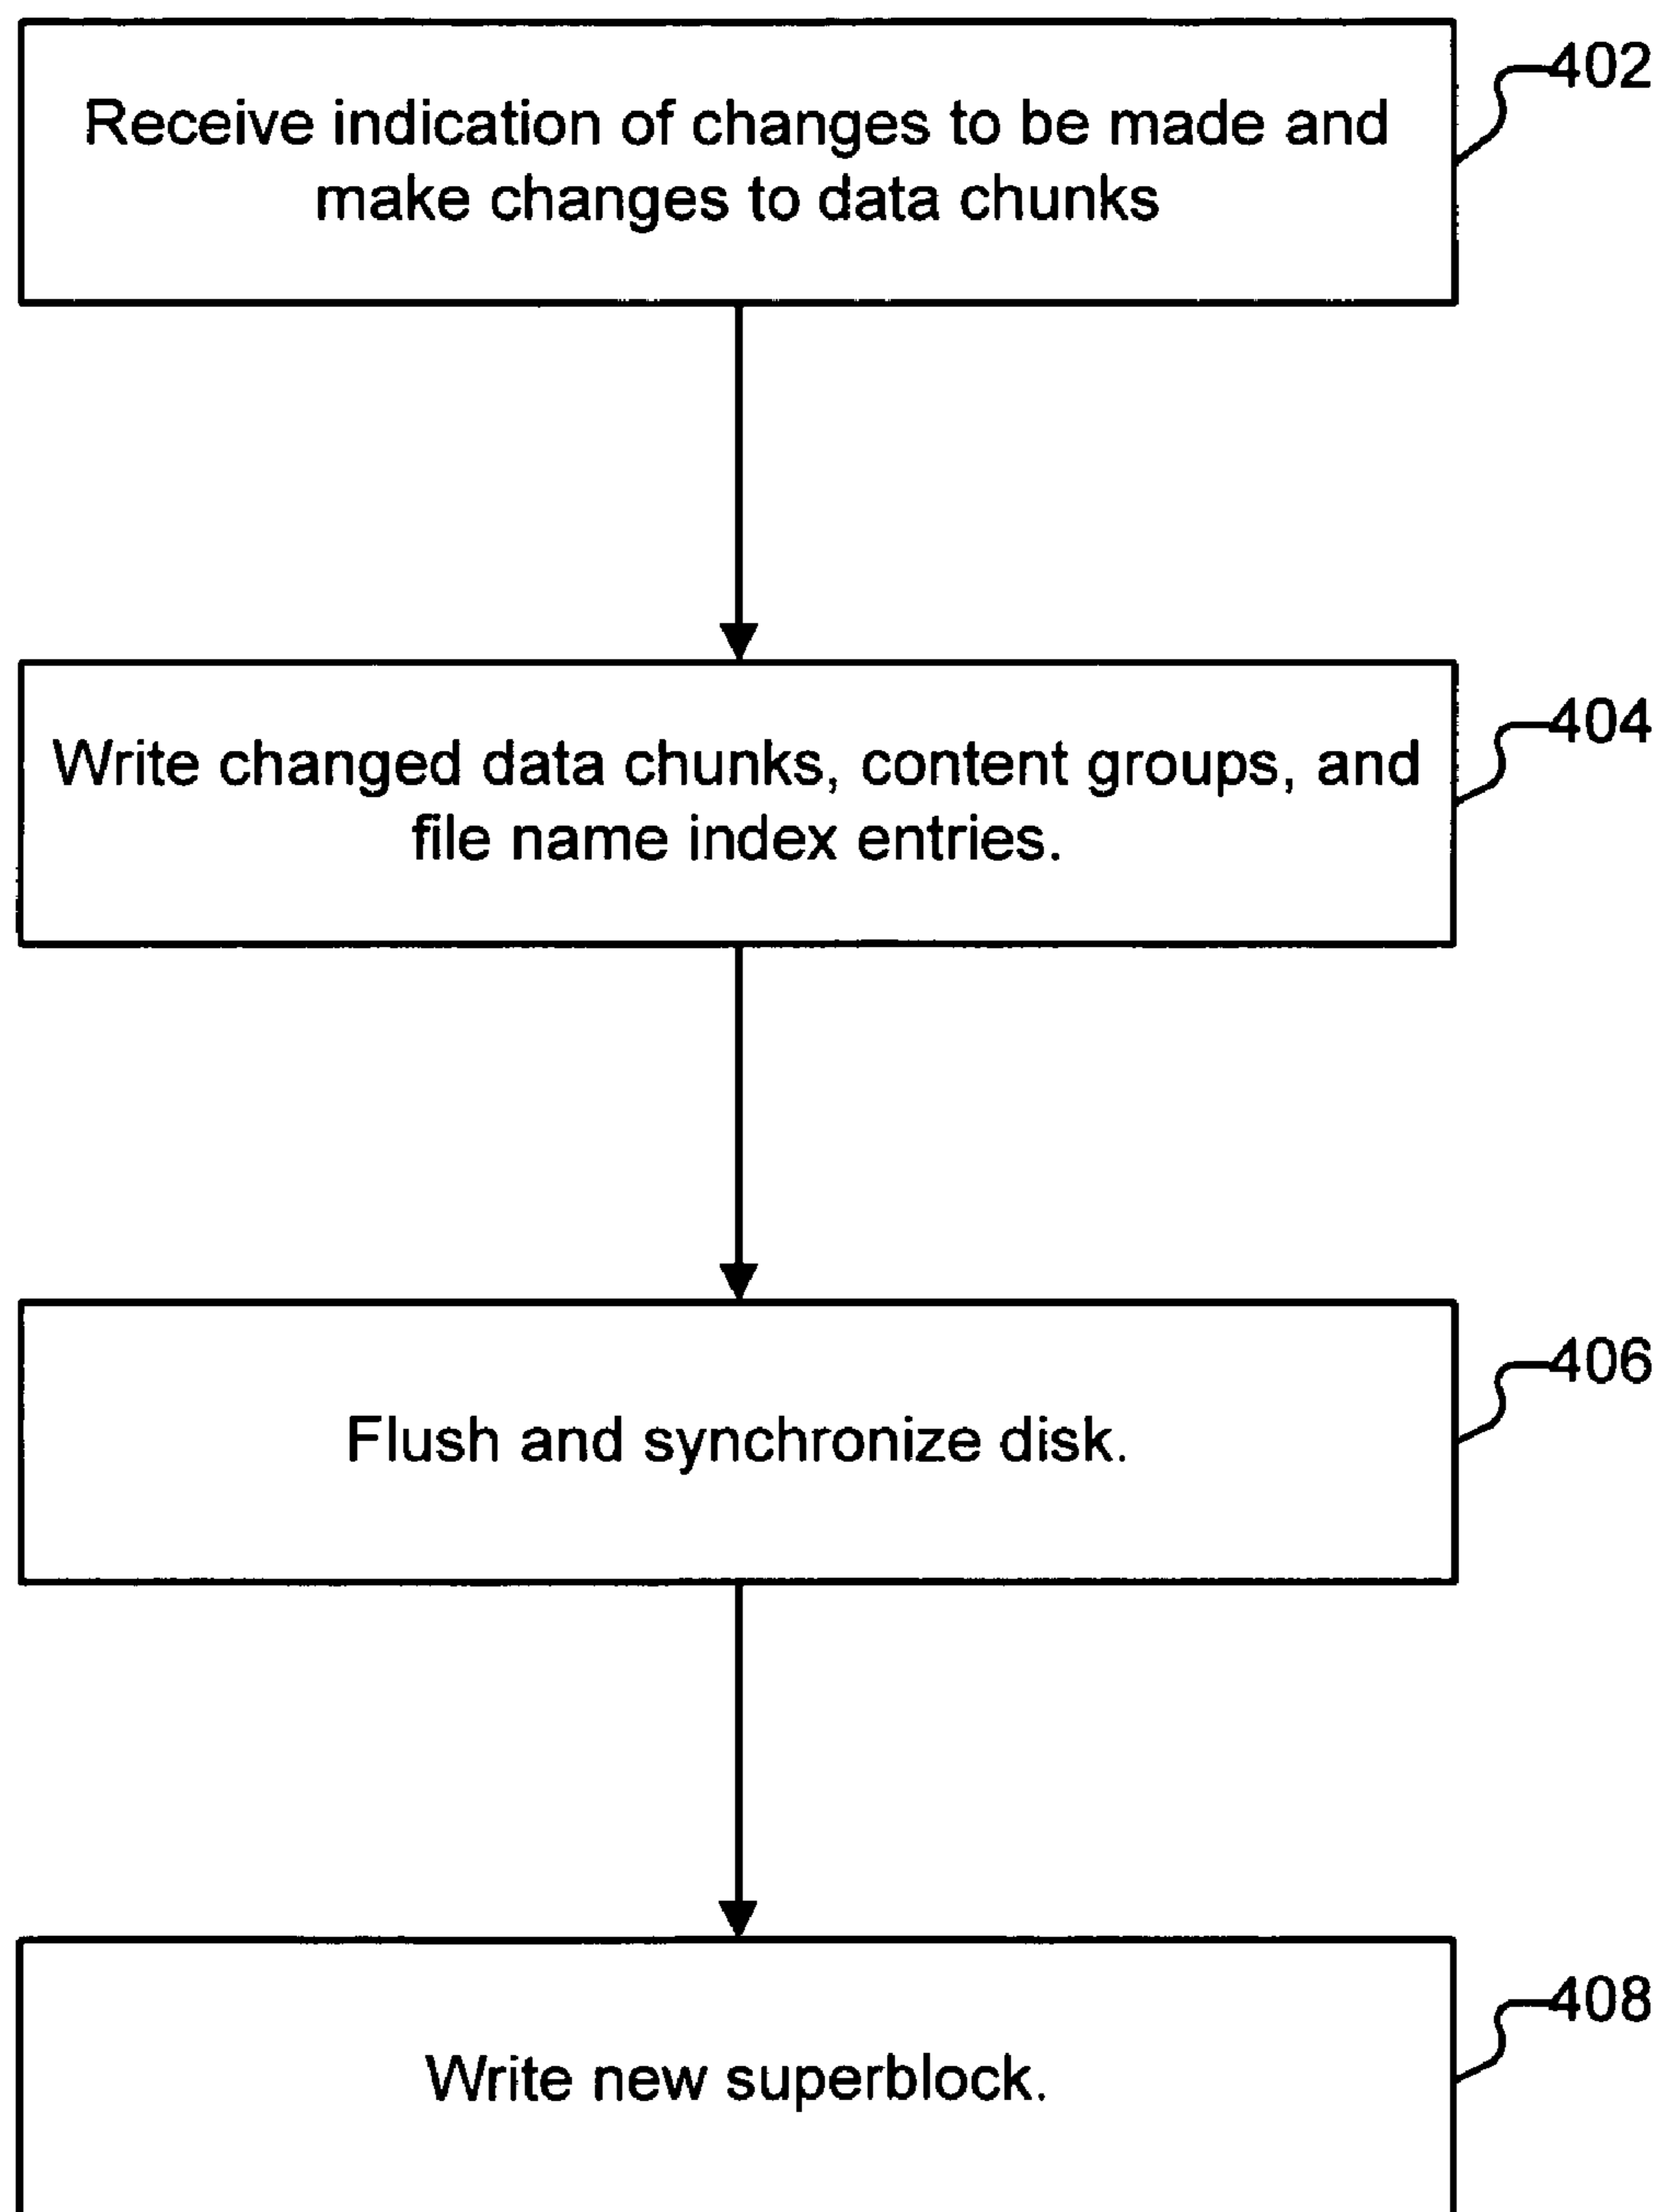 402
Receive indication of changes to be made and
make changes to data chunks
404
Write changed data chunks, content groups, and
file name index entries.
406
Flush and synchronize disk.
408
Write new superblock.